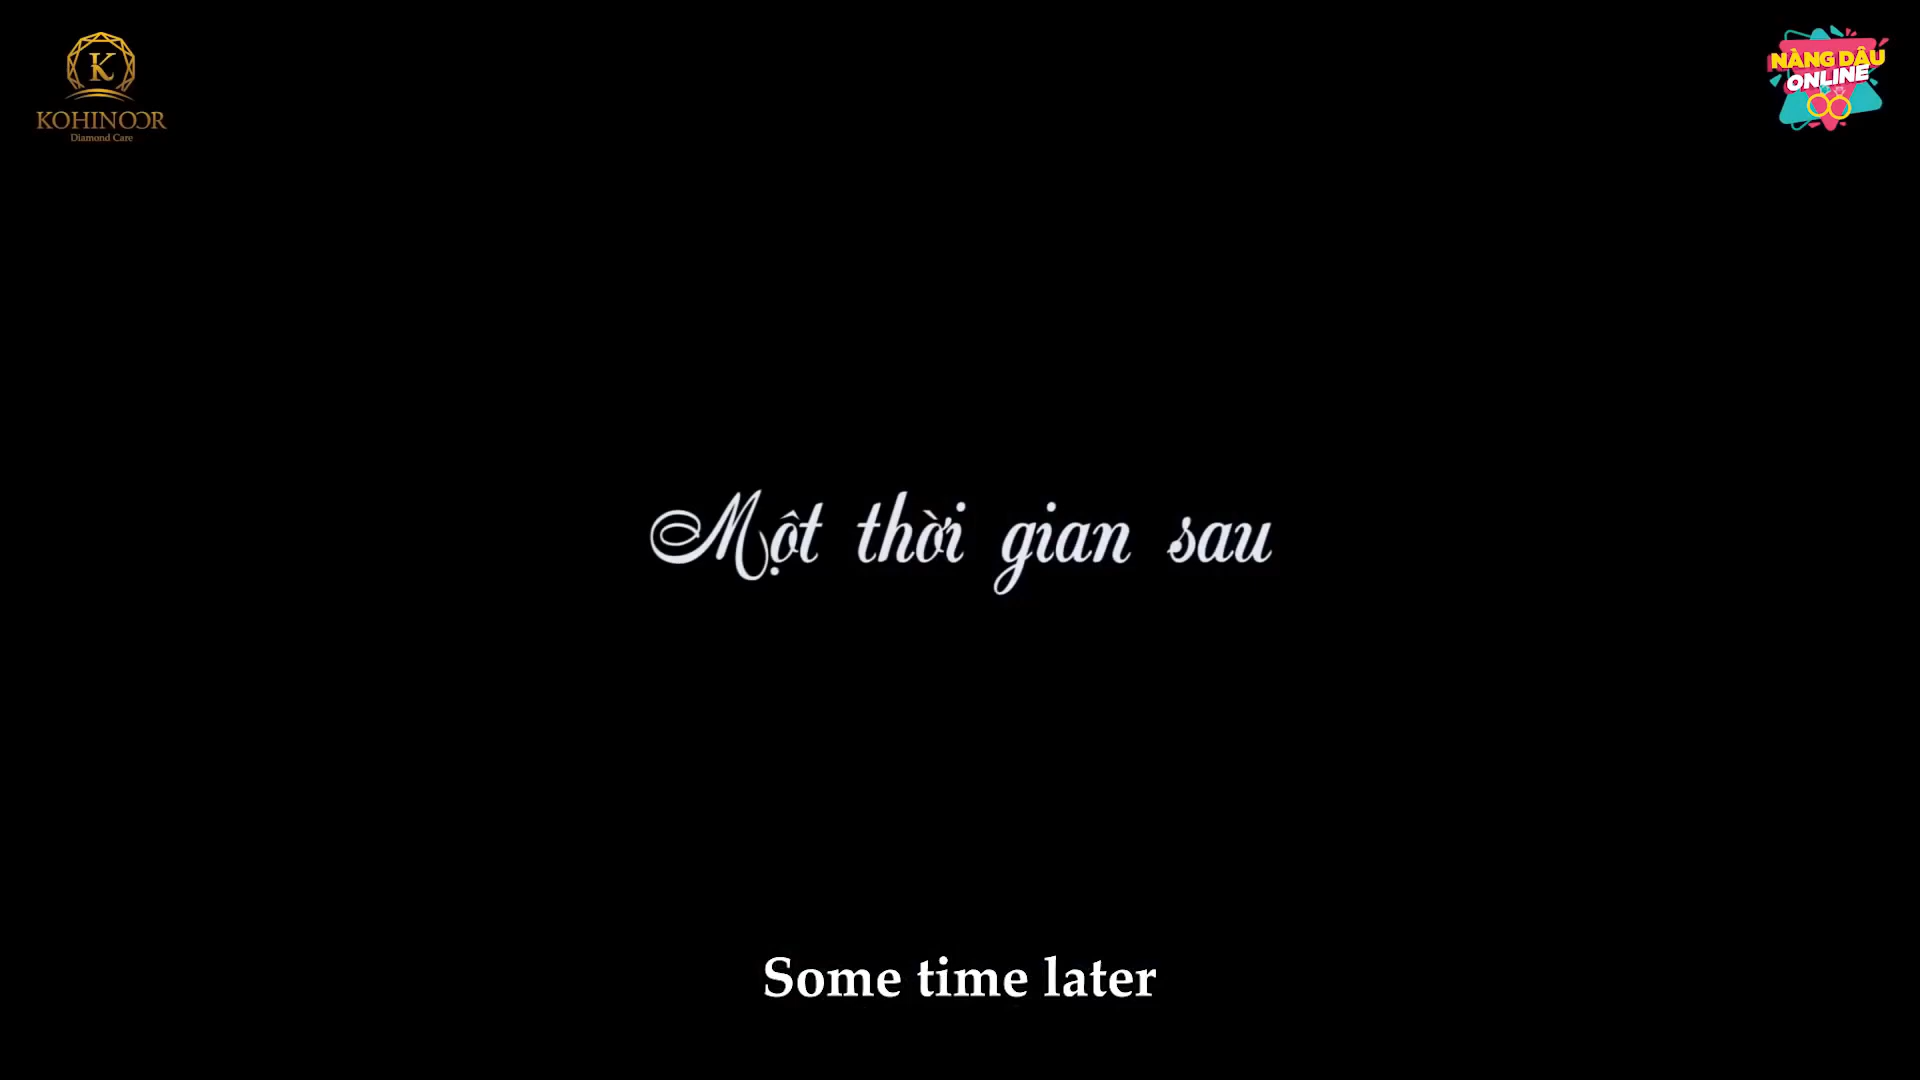 K
KOHINOOR
Diamond Care
NÀNG DÂU
ONLINE
Một thời gian sau
Some time later